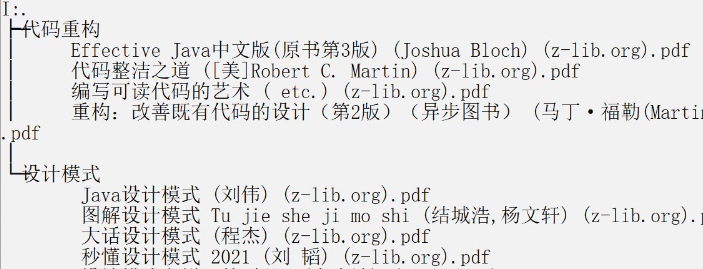 I:.
├─代码重构
│      Effective Java中文版(原书第3版) (Joshua Bloch) (z-lib.org).pdf
│      代码整洁之道 ([美]Robert C. Martin) (z-lib.org).pdf
│      编写可读代码的艺术 ( etc.) (z-lib.org).pdf
│      重构：改善既有代码的设计（第2版）（异步图书） (马丁·福勒(Martin
.pdf
│
└─设计模式
        Java设计模式 (刘伟) (z-lib.org).pdf
        图解设计模式 Tu jie she ji mo shi (结城浩,杨文轩) (z-lib.org).p
        大话设计模式 (程杰) (z-lib.org).pdf
        秒懂设计模式 2021 (刘 韬) (z-lib.org).pdf